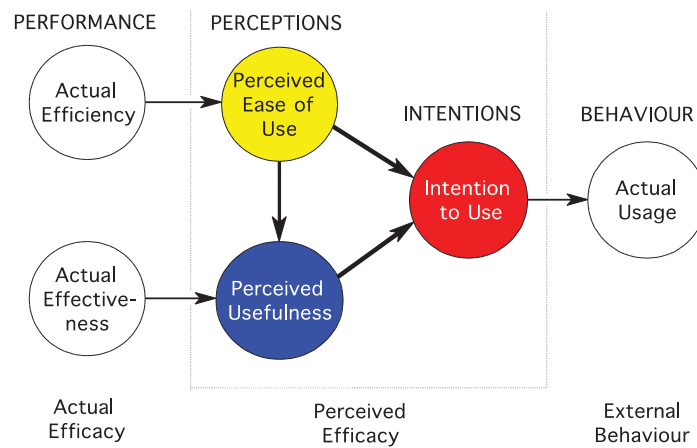 PERFORMANCE
PERCEPTIONS
Actual
Efficiency
Perceived
Ease of
Use
INTENTIONS
BEHAVIOUR
Intention
to Use
Actual
Usage
Actual
Effective-
ness
Perceived
Usefulness
Actual
Efficacy
Perceived
Efficacy
External
Behaviour